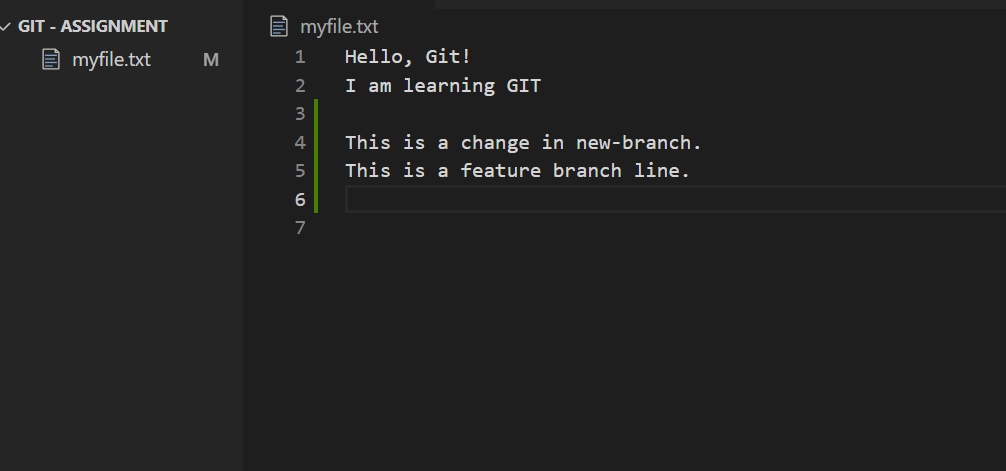 GIT - ASSIGNMENT
myfile.txt M
myfile.txt
1 Hello, Git!
2 I am learning GIT
3
4 This is a change in new-branch.
5 This is a feature branch line.
6
7